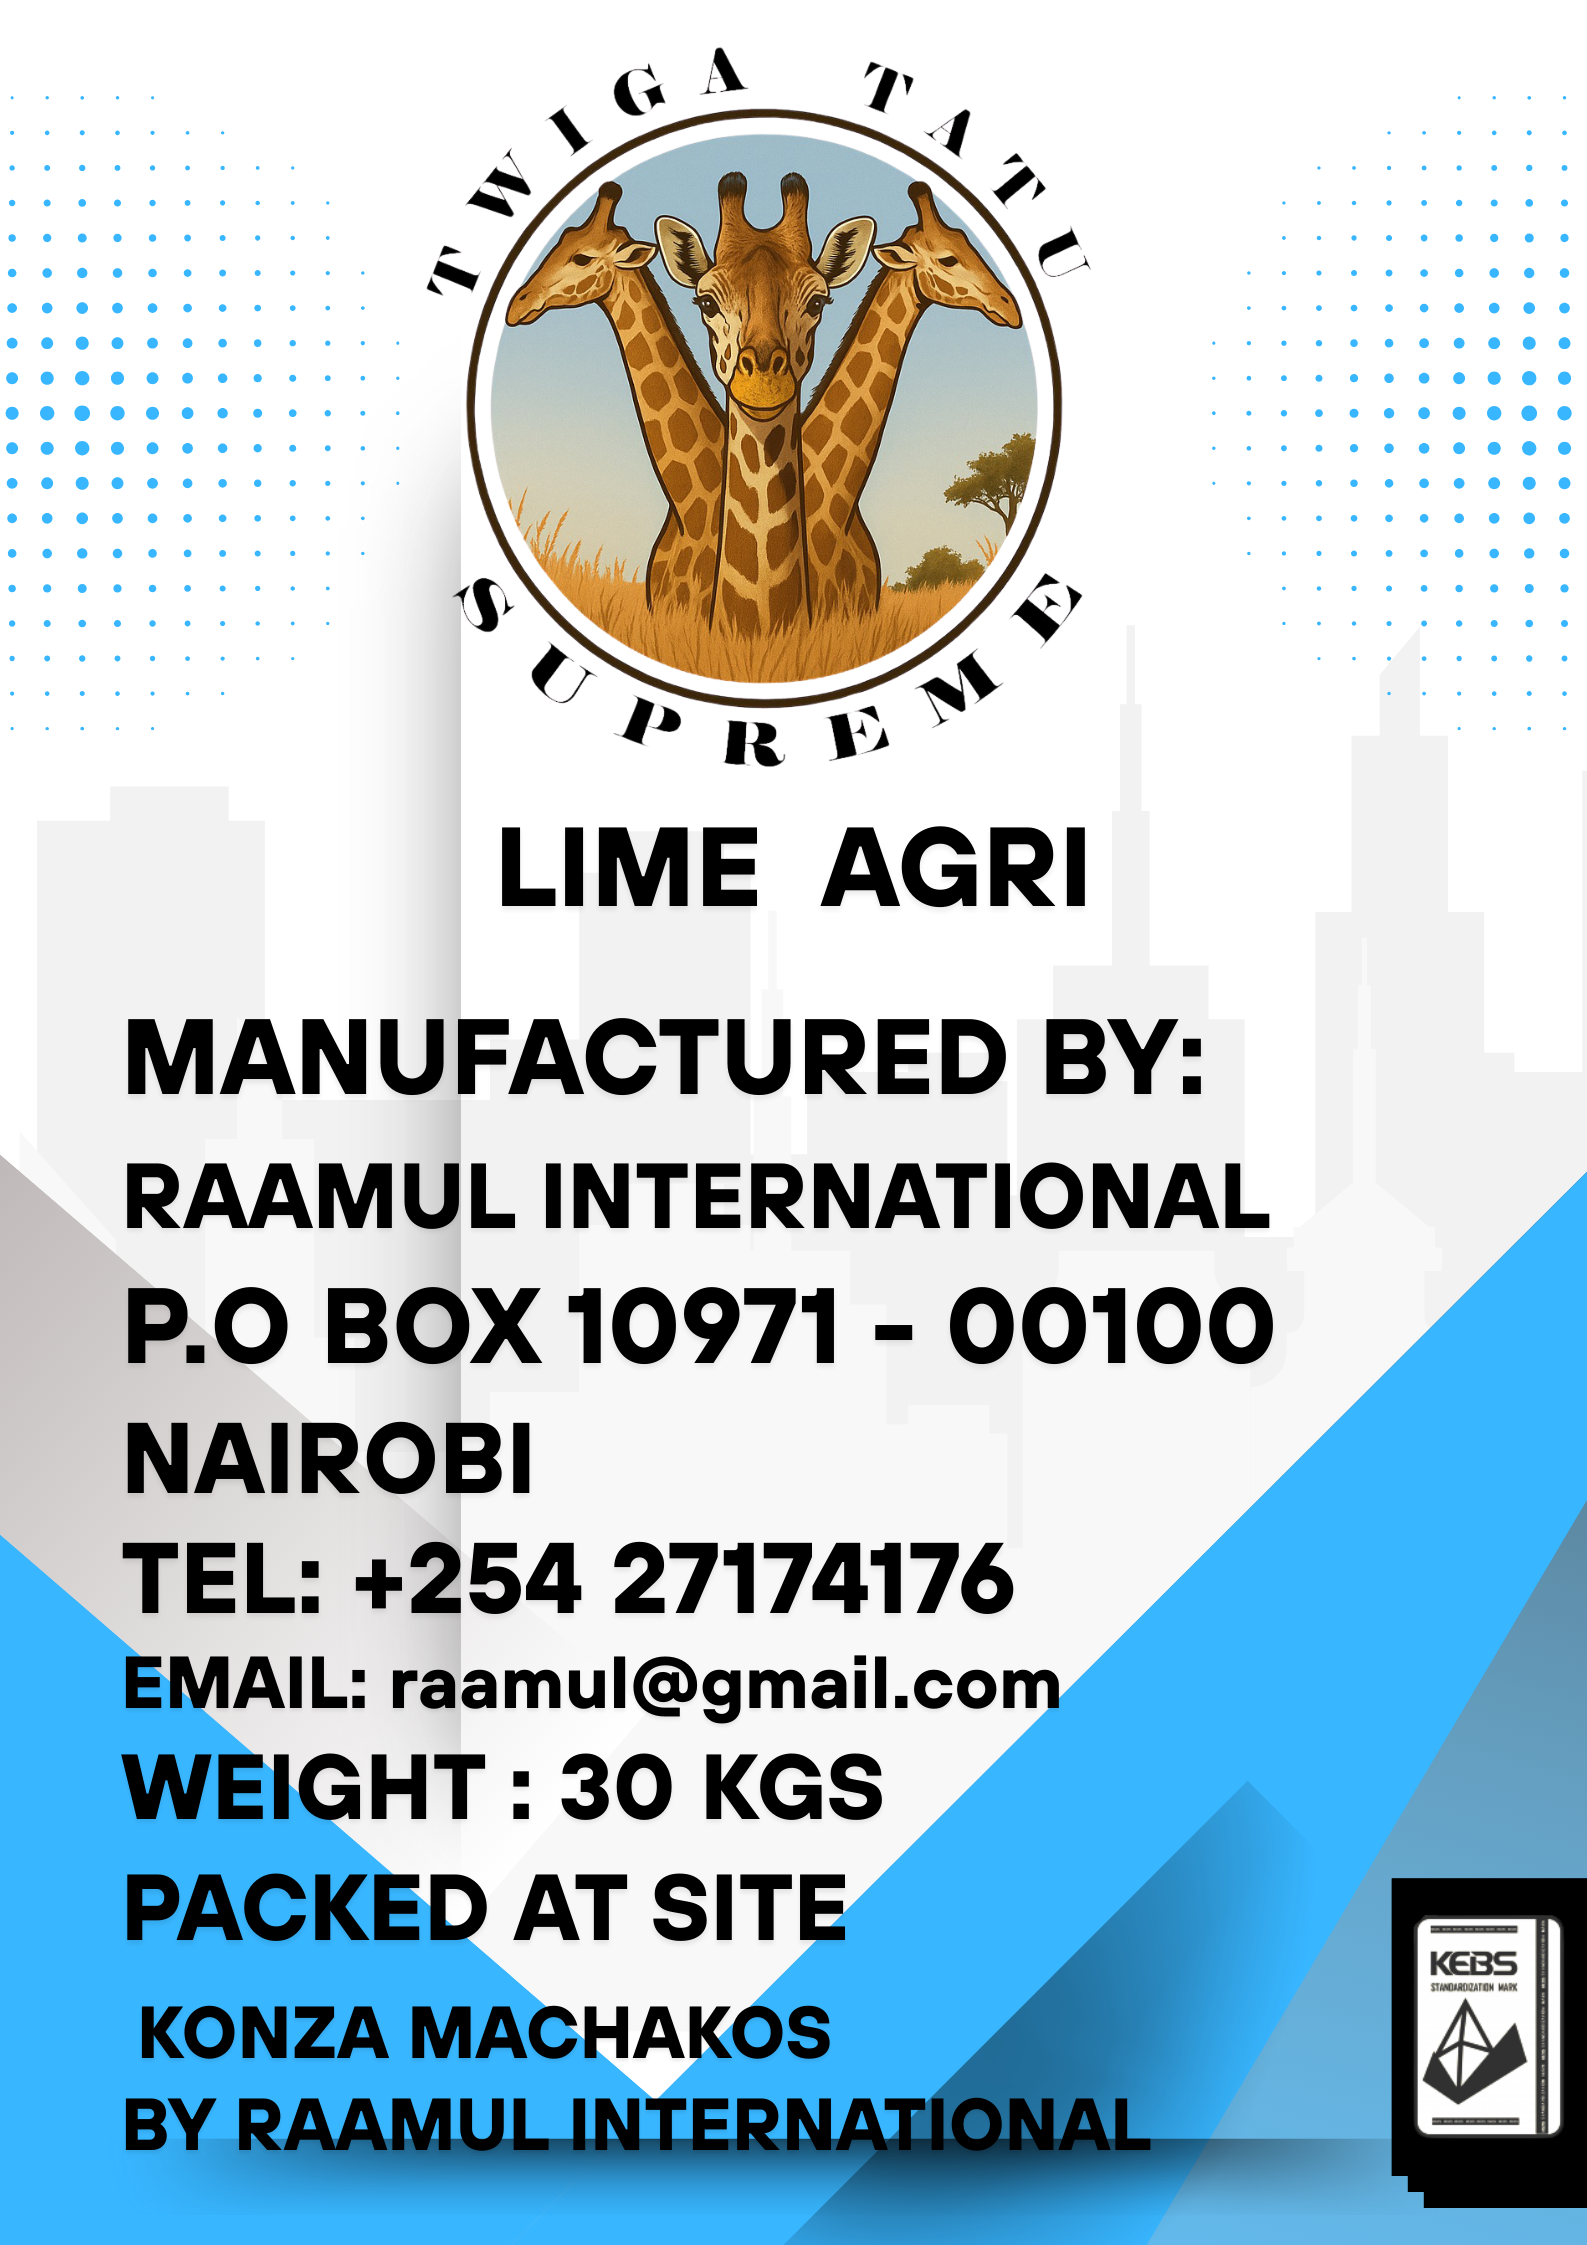 TWIGA TATU
SUPREME
LIME AGRI
MANUFACTURED BY:
RAAMUL INTERNATIONAL
P.O BOX 10971 - 00100
NAIROBI
TEL: +254 27174176
EMAIL: raamul@gmail.com
WEIGHT : 30 KGS
PACKED AT SITE
KONZA MACHAKOS
BY RAAMUL INTERNATIONAL
KEBS
STANDARDIZATION MARK